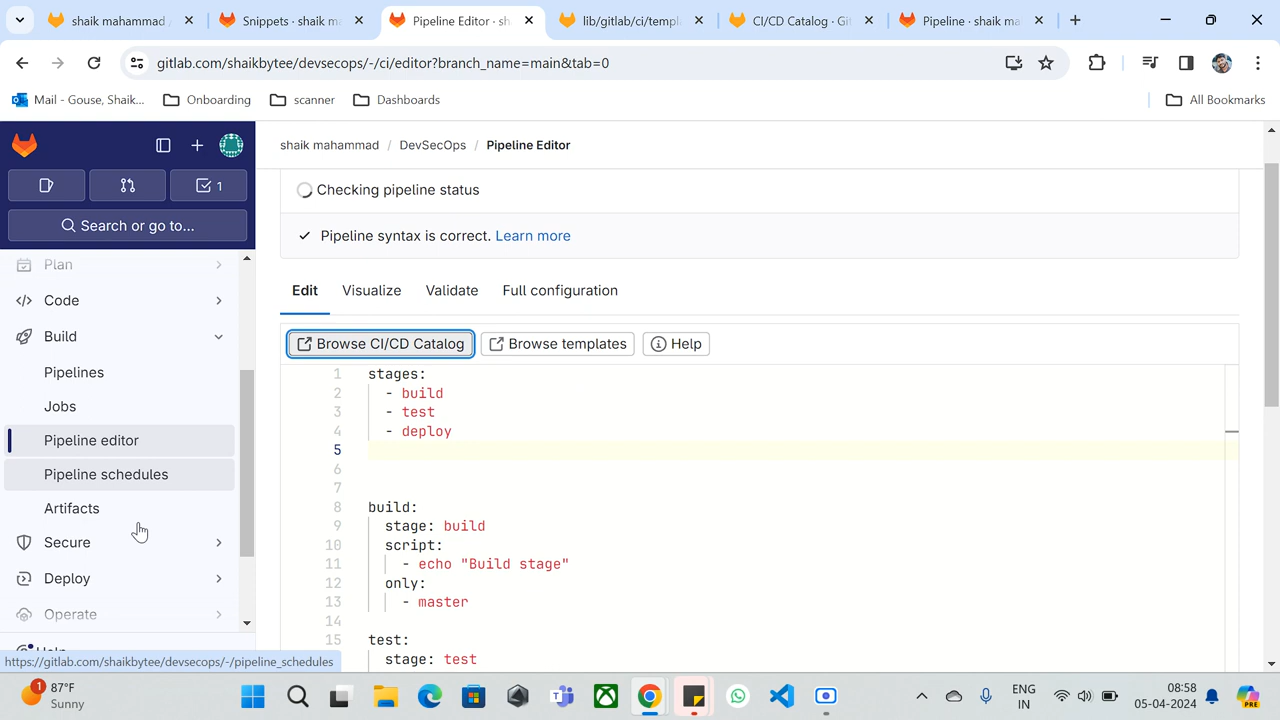 shaik mahammad
Snippets · shaik m
Pipeline Editor · sh
lib/gitlab/ci/templ
CI/CD Catalog · Git
Pipeline · shaik ma
gitlab.com/shaikbytee/devsecops/-/ci/editor?branch_name=main&tab=0
Mail - Gouse, Shaik...
Onboarding
scanner
Dashboards
All Bookmarks
1
Search or go to...
Plan
Code
Build
Pipelines
Jobs
Pipeline editor
Pipeline schedules
Artifacts
Secure
Deploy
Operate
Help
https://gitlab.com/shaikbytee/devsecops/-/pipeline_schedules
shaik mahammad / DevSecOps / Pipeline Editor
Checking pipeline status
Pipeline syntax is correct. Learn more
Edit Visualize Validate Full configuration
Browse CI/CD Catalog Browse templates Help
1 stages:
2 - build
3 - test
4 - deploy
5
6
7
8 build:
9 stage: build
10 script:
11 - echo "Build stage"
12 only:
13 - master
14
15 test:
stage: test
1
87°F
Sunny
PRE
ENG
IN
08:58
05-04-2024